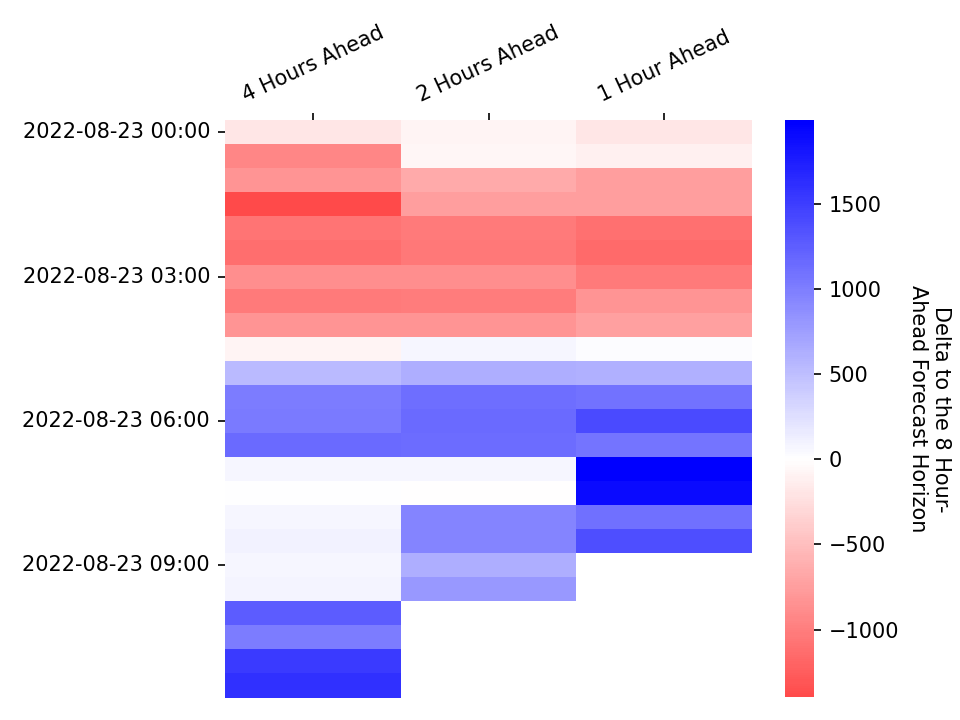 4 Hours Ahead
2 Hours Ahead
1 Hour Ahead
2022-08-23 00:00
2022-08-23 03:00
2022-08-23 06:00
2022-08-23 09:00
1500
1000
500
0
−500
−1000
Delta to the 8 Hour-
Ahead Forecast Horizon